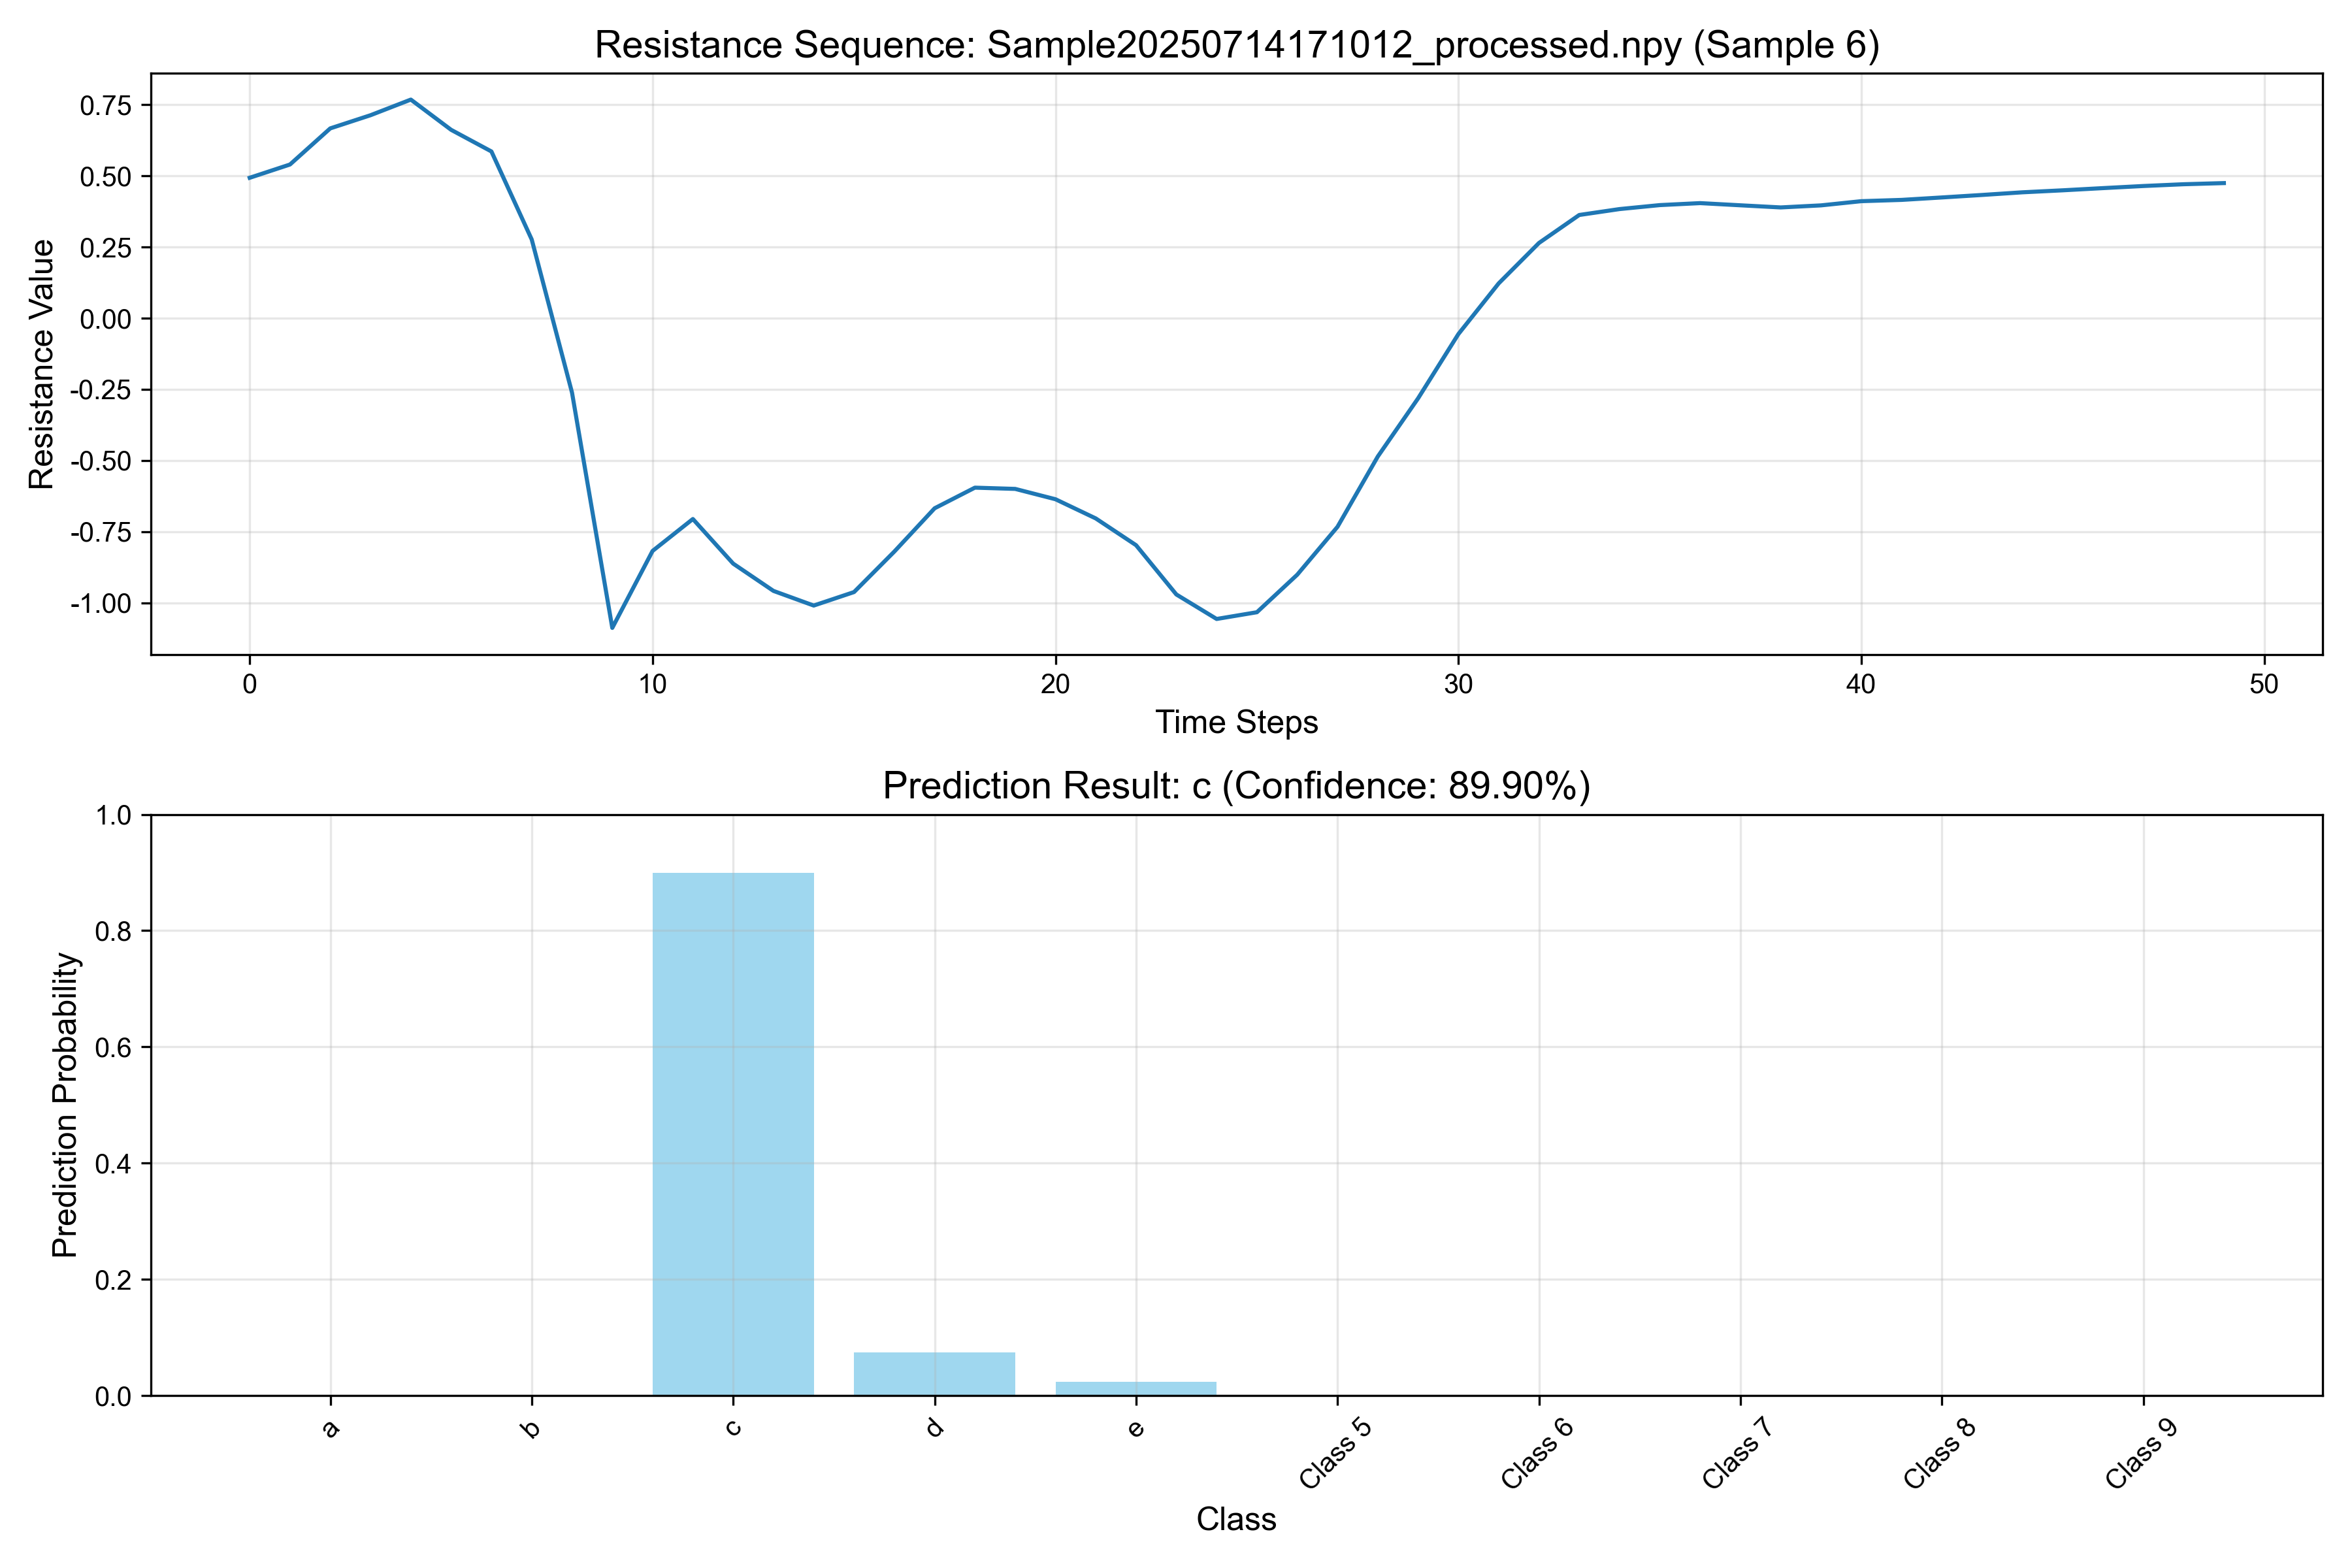 Resistance Sequence: Sample20250714171012_processed.npy (Sample 6)
Resistance Value
0.75
0.50
0.25
0.00
-0.25
-0.50
-0.75
-1.00
0 10 20 30 40 50
Time Steps
Prediction Result: c (Confidence: 89.90%)
Prediction Probability
1.0
0.8
0.6
0.4
0.2
0.0
a b c d e Class 5 Class 6 Class 7 Class 8 Class 9
Class